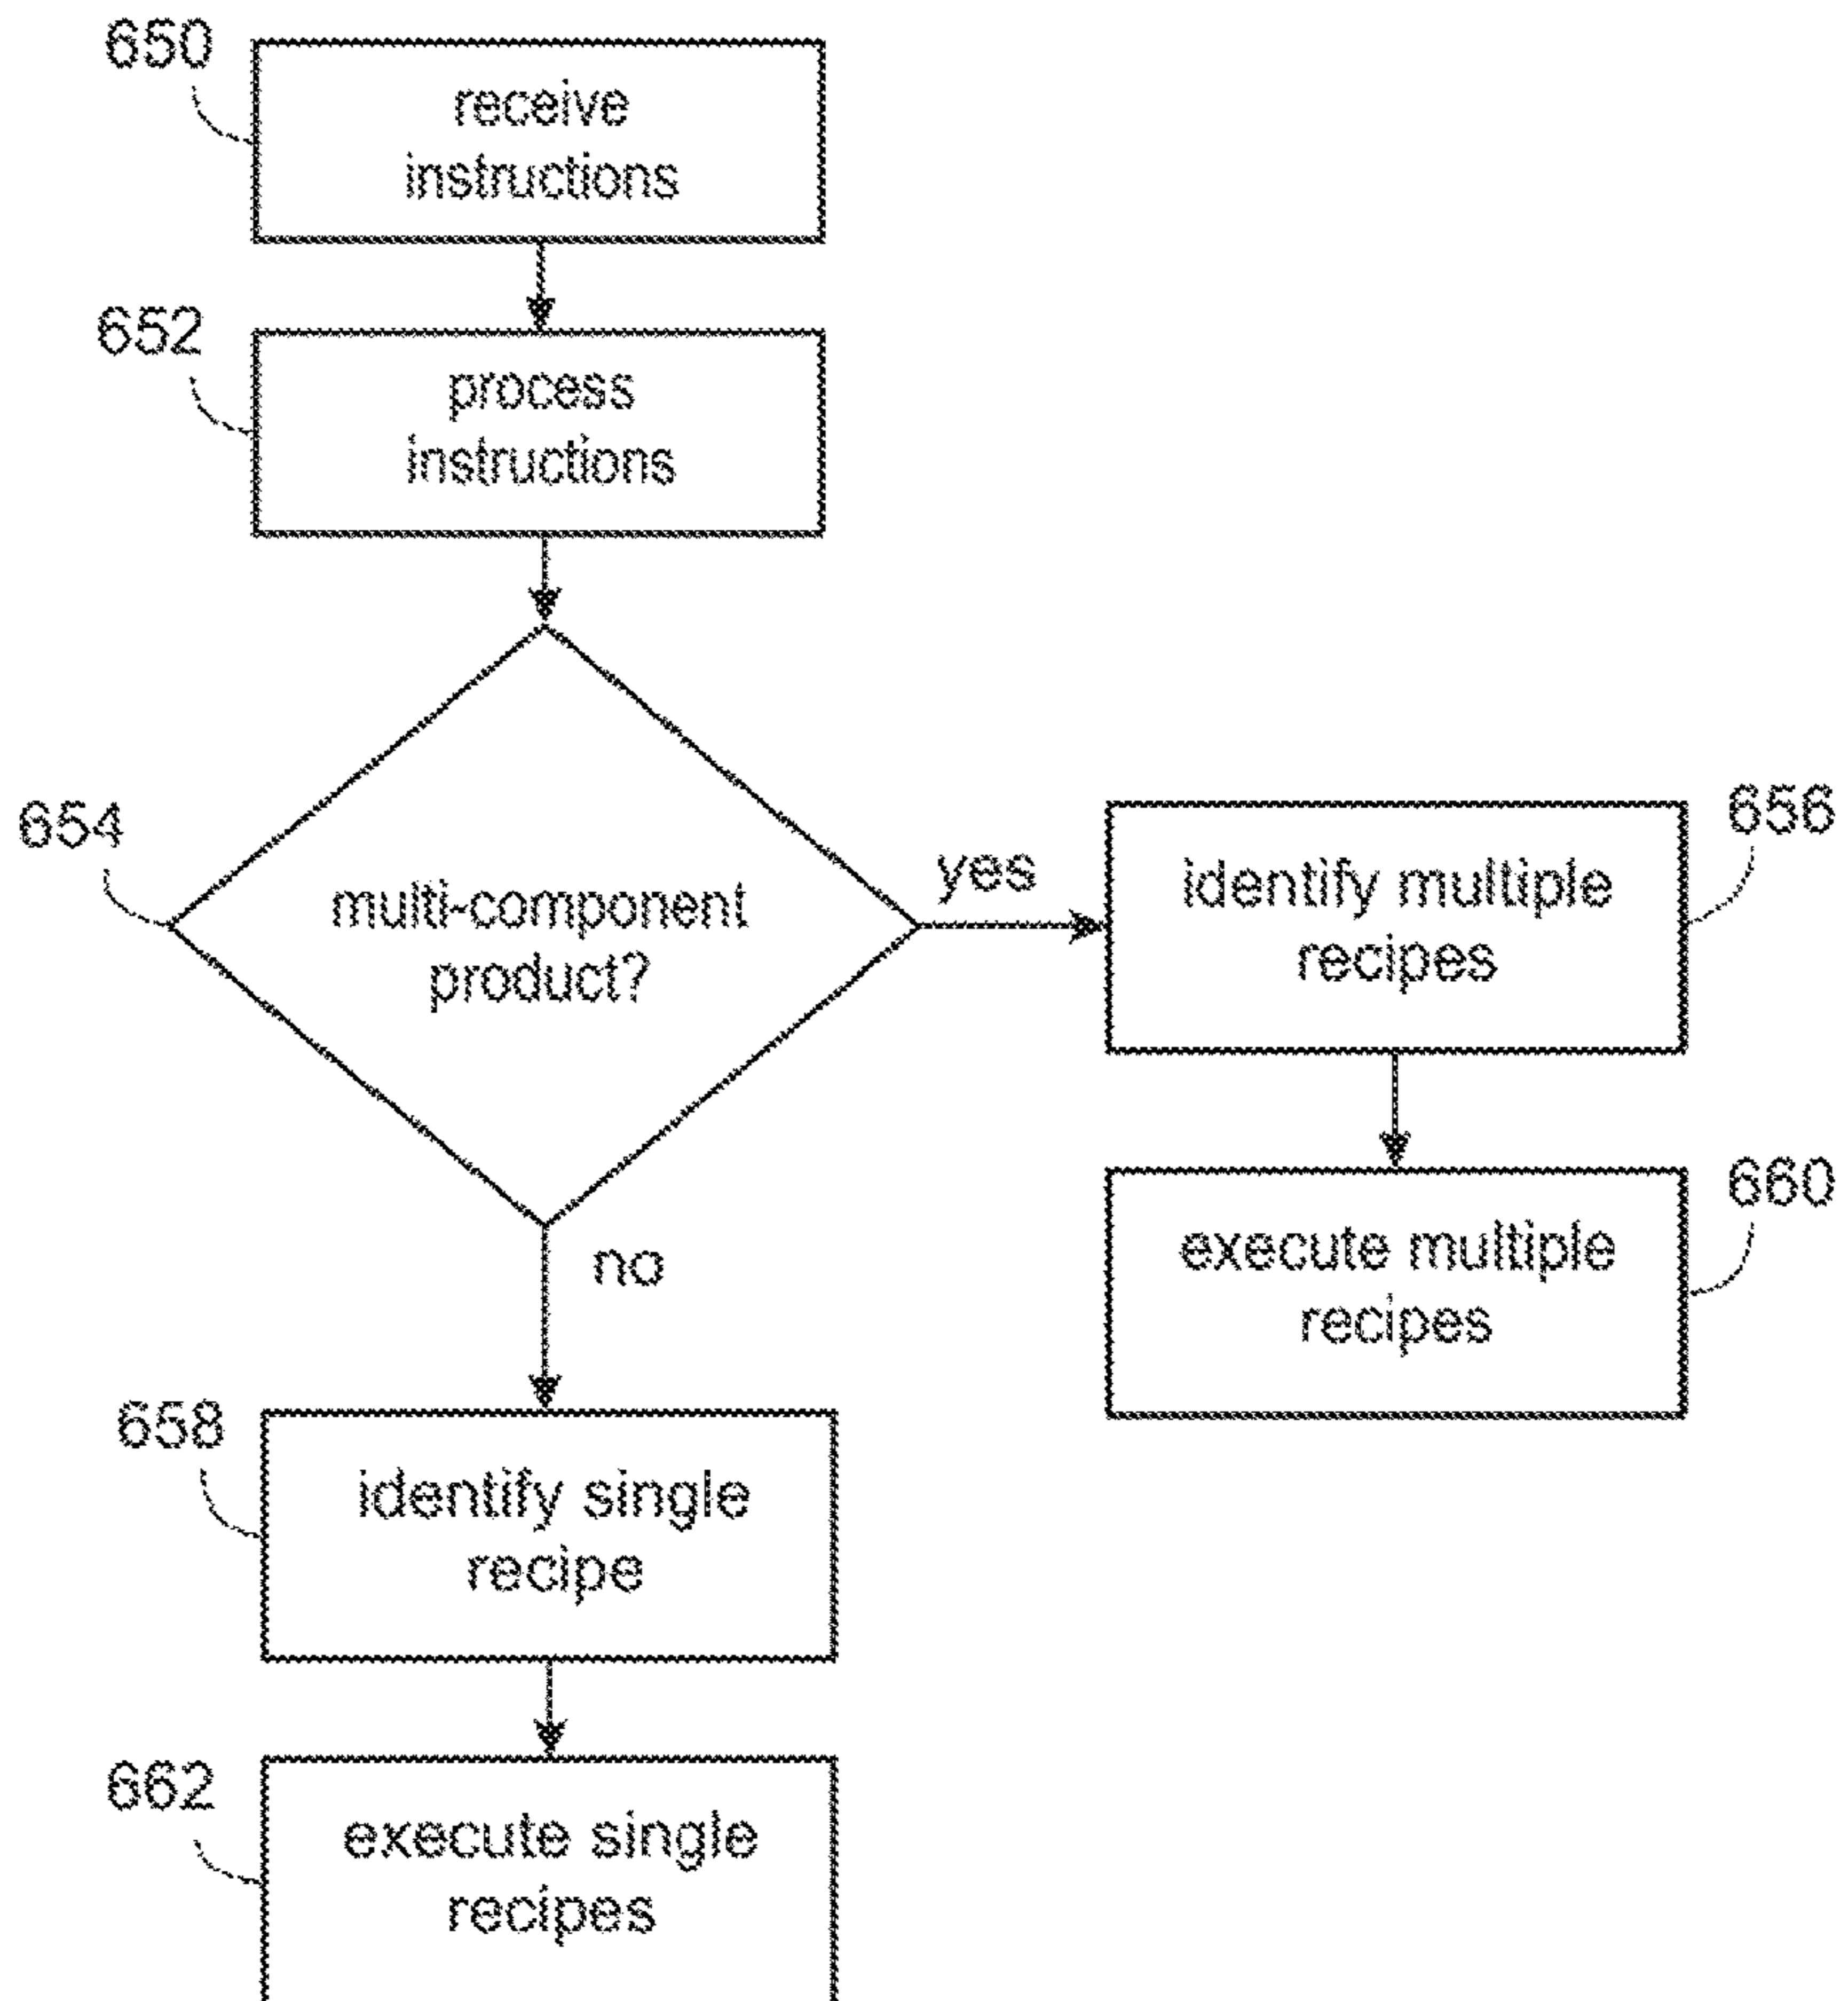 650
receive
instructions
652
process
instructions
654
multi-component
product?
yes
656
identify multiple
recipes
660
execute multiple
recipes
no
658
identify single
recipe
662
execute single
recipes